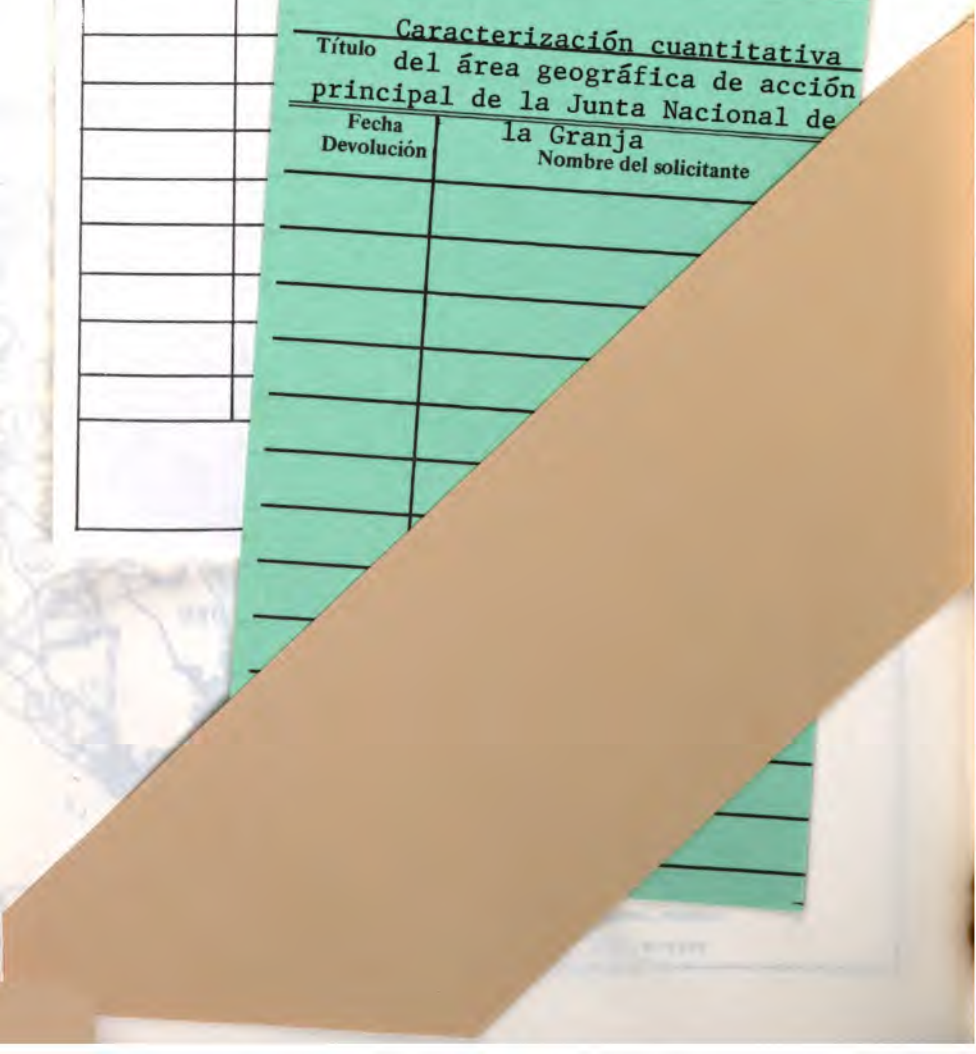 Caracterización cuantitativa
Título del área geográfica de acción
principal de la Junta Nacional de
la Granja
Fecha
Devolución
Nombre del solicitante